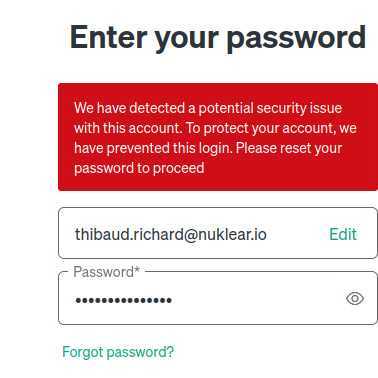 Enter your password
We have detected a potential security issue
with this account. To protect your account, we
have prevented this login. Please reset your
password to proceed
thibaud.richard@nuklear.io Edit
Password*
•••••••••••••••
Forgot password?